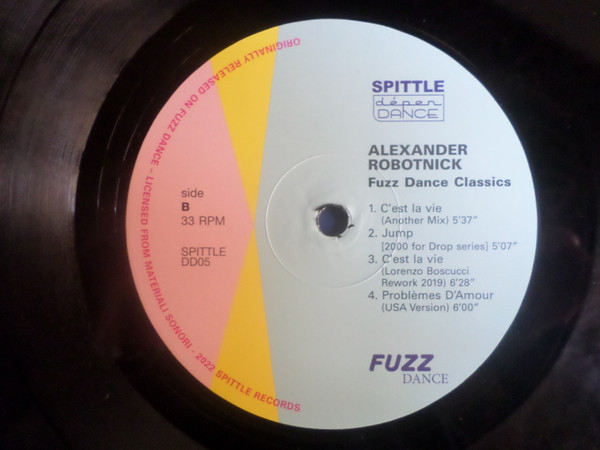 ORIGINALLY RELEASED ON FUZZ DANCE - LICENSED FROM MATERIALI SONORI · 2022 SPITTLE RECORDS
SPITTLE
dépen
DANCE
ALEXANDER
ROBOTNICK
Fuzz Dance Classics
side
B
33 RPM
SPITTLE
DD05
1. C'est la vie
(Another Mix) 5'37"
2. Jump
[2000 for Drop series] 5'07"
3. C'est la vie
(Lorenzo Boscucci
Rework 2019) 6'28"
4. Problèmes D'Amour
(USA Version) 6'00"
FUZZ
DANCE